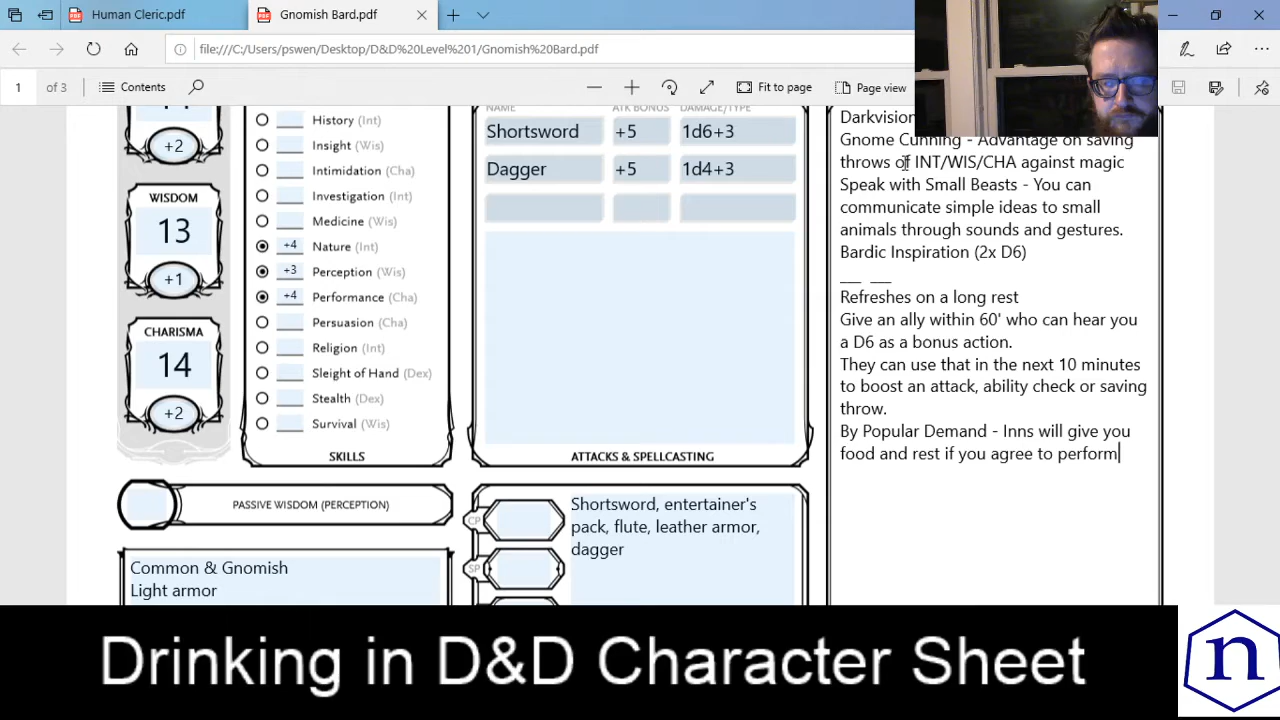 Human Cleric.pdf
Gnomish Bard.pdf
file:///C:/Users/pswen/Desktop/D&D%20Level%201/Gnomish%20Bard.pdf
1 of 3
Contents
Fit to page
Page view
+2
WISDOM
13
+1
CHARISMA
14
+2
History (Int)
Insight (Wis)
Intimidation (Cha)
Investigation (Int)
Medicine (Wis)
+4 Nature (Int)
+3 Perception (Wis)
+4 Performance (Cha)
Persuasion (Cha)
Religion (Int)
Sleight of Hand (Dex)
Stealth (Dex)
Survival (Wis)
SKILLS
PASSIVE WISDOM (PERCEPTION)
Common & Gnomish
Light armor
NAME ATK BONUS DAMAGE/TYPE
Shortsword +5 1d6+3
Dagger +5 1d4+3
ATTACKS & SPELLCASTING
CP
SP
Shortsword, entertainer's
pack, flute, leather armor,
dagger
Darkvision
Gnome Cunning - Advantage on saving
throws of INT/WIS/CHA against magic
Speak with Small Beasts - You can
communicate simple ideas to small
animals through sounds and gestures.
Bardic Inspiration (2x D6)
__ __
Refreshes on a long rest
Give an ally within 60' who can hear you
a D6 as a bonus action.
They can use that in the next 10 minutes
to boost an attack, ability check or saving
throw.
By Popular Demand - Inns will give you
food and rest if you agree to perform
Drinking in D&D Character Sheet
n